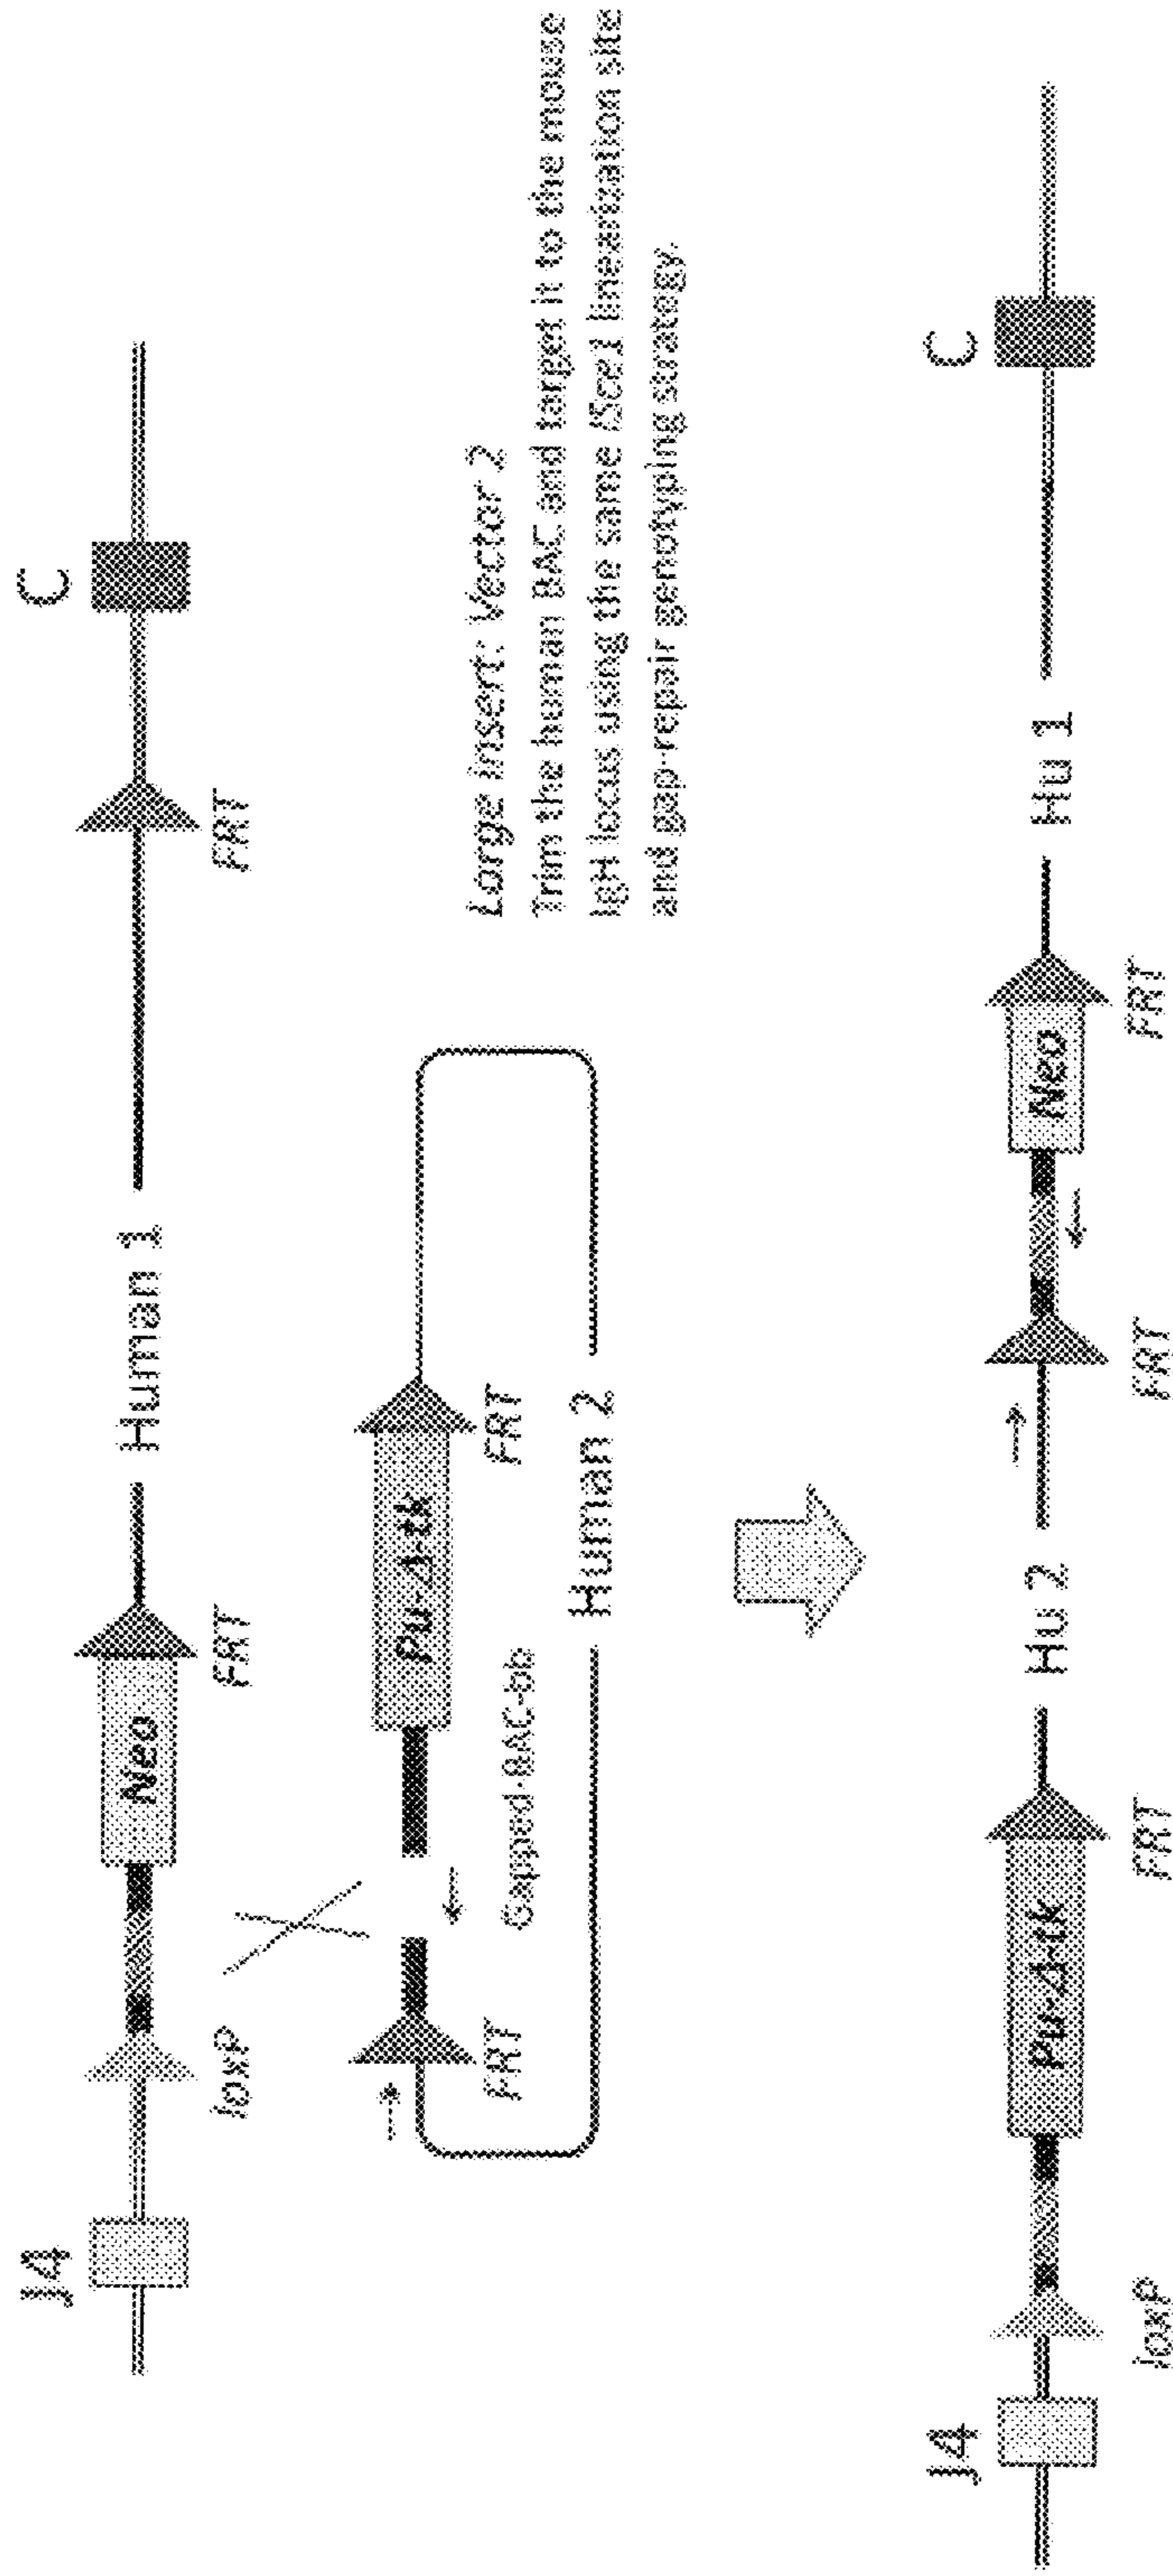 J4
C
Neo
Human 1
loxP
FRT
FRT
Large insert: Vector 2
Trim the human BAC and target it to the mouse
IgH locus using the same ISce1 linearization site
and gap-repair genotyping strategy.
Pu-Δ-tk
FRT
FRT
Gapped-BAC-bb
Human 2
J4
C
Pu-Δ-tk
Hu 2
Neo
Hu 1
loxP
FRT
FRT
FRT